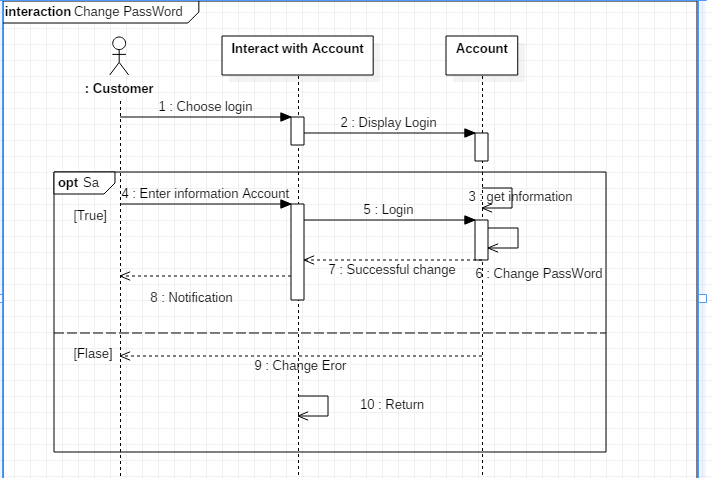 interaction Change PassWord
Interact with Account
Account
: Customer
1 : Choose login
2 : Display Login
opt Sa
4 : Enter information Account
3 : get information
[True]
5 : Login
7 : Successful change
6 : Change PassWord
8 : Notification
[Flase]
9 : Change Eror
10 : Return